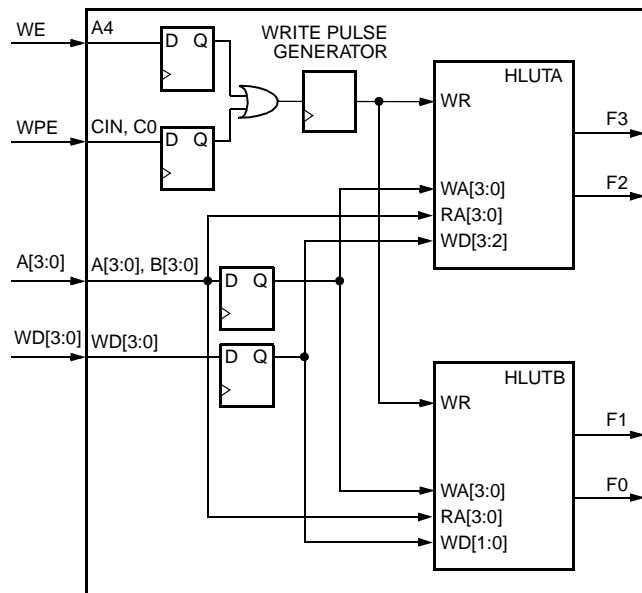 WE
A4
D Q
WRITE PULSE
GENERATOR
HLUTA
WR
F3
WPE
CIN, C0
D Q
WA[3:0]
F2
RA[3:0]
WD[3:2]
A[3:0]
A[3:0], B[3:0]
D Q
WD[3:0]
WD[3:0]
D Q
HLUTB
WR
F1
WA[3:0]
F0
RA[3:0]
WD[1:0]